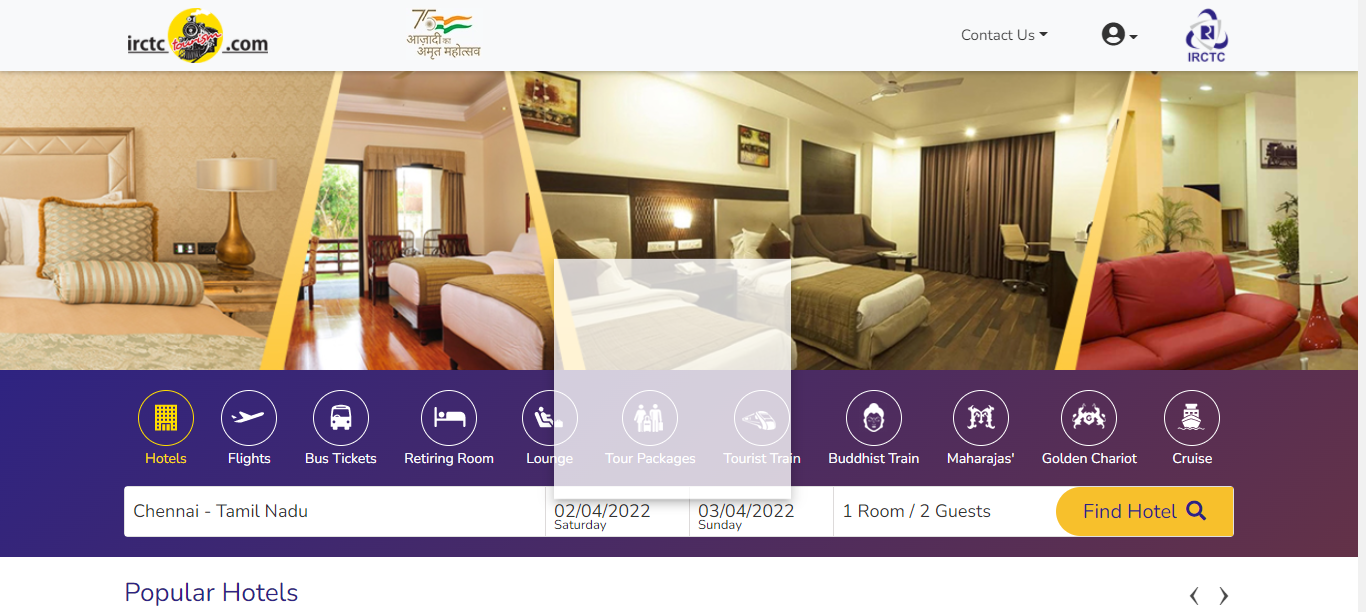 irctc tourism .com
75
आज़ादी का
अमृत महोत्सव
Contact Us
IRCTC
Hotels
Flights
Bus Tickets
Retiring Room
Lounge
Tour Packages
Tourist Train
Buddhist Train
Maharajas'
Golden Chariot
Cruise
Chennai - Tamil Nadu
02/04/2022
Saturday
03/04/2022
Sunday
1 Room / 2 Guests
Find Hotel
Popular Hotels